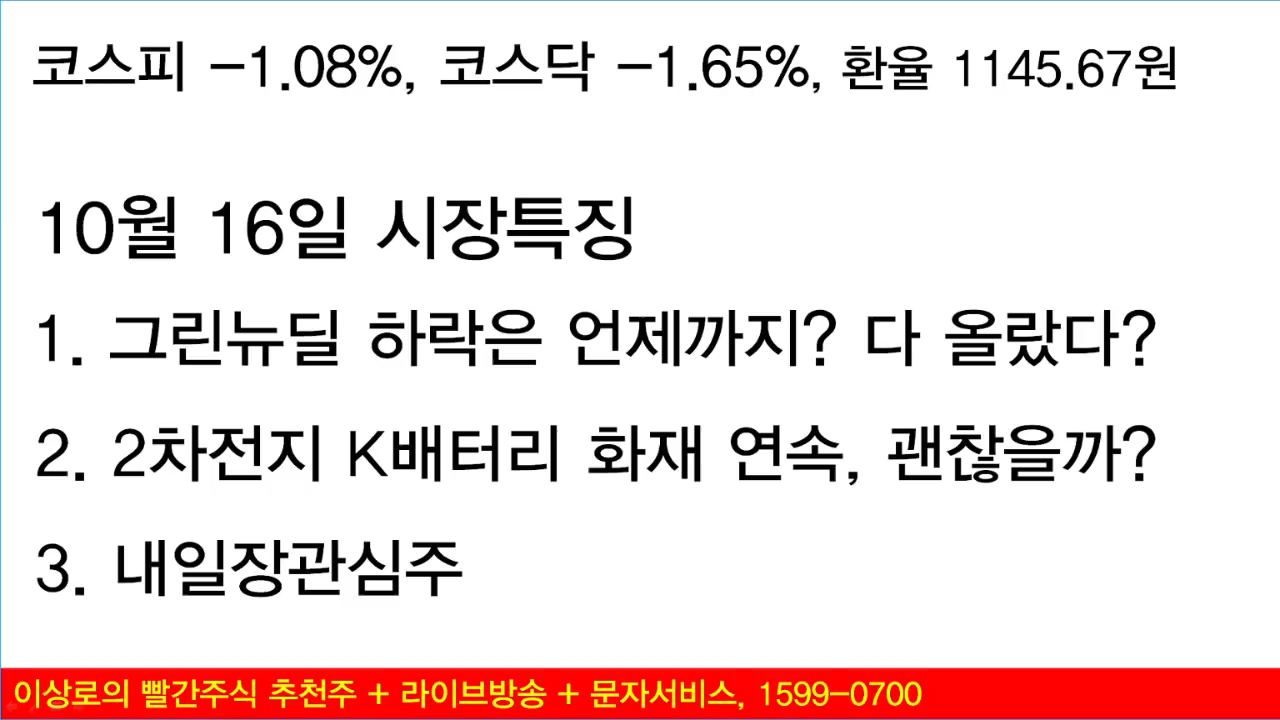 코스피 -1.08%, 코스닥 -1.65%, 환율 1145.67원
10월 16일 시장특징
1. 그린뉴딜 하락은 언제까지? 다 올랐다?
2. 2차전지 K배터리 화재 연속, 괜찮을까?
3. 내일장관심주
이상로의 빨간주식 추천주 + 라이브방송 + 문자서비스, 1599-0700